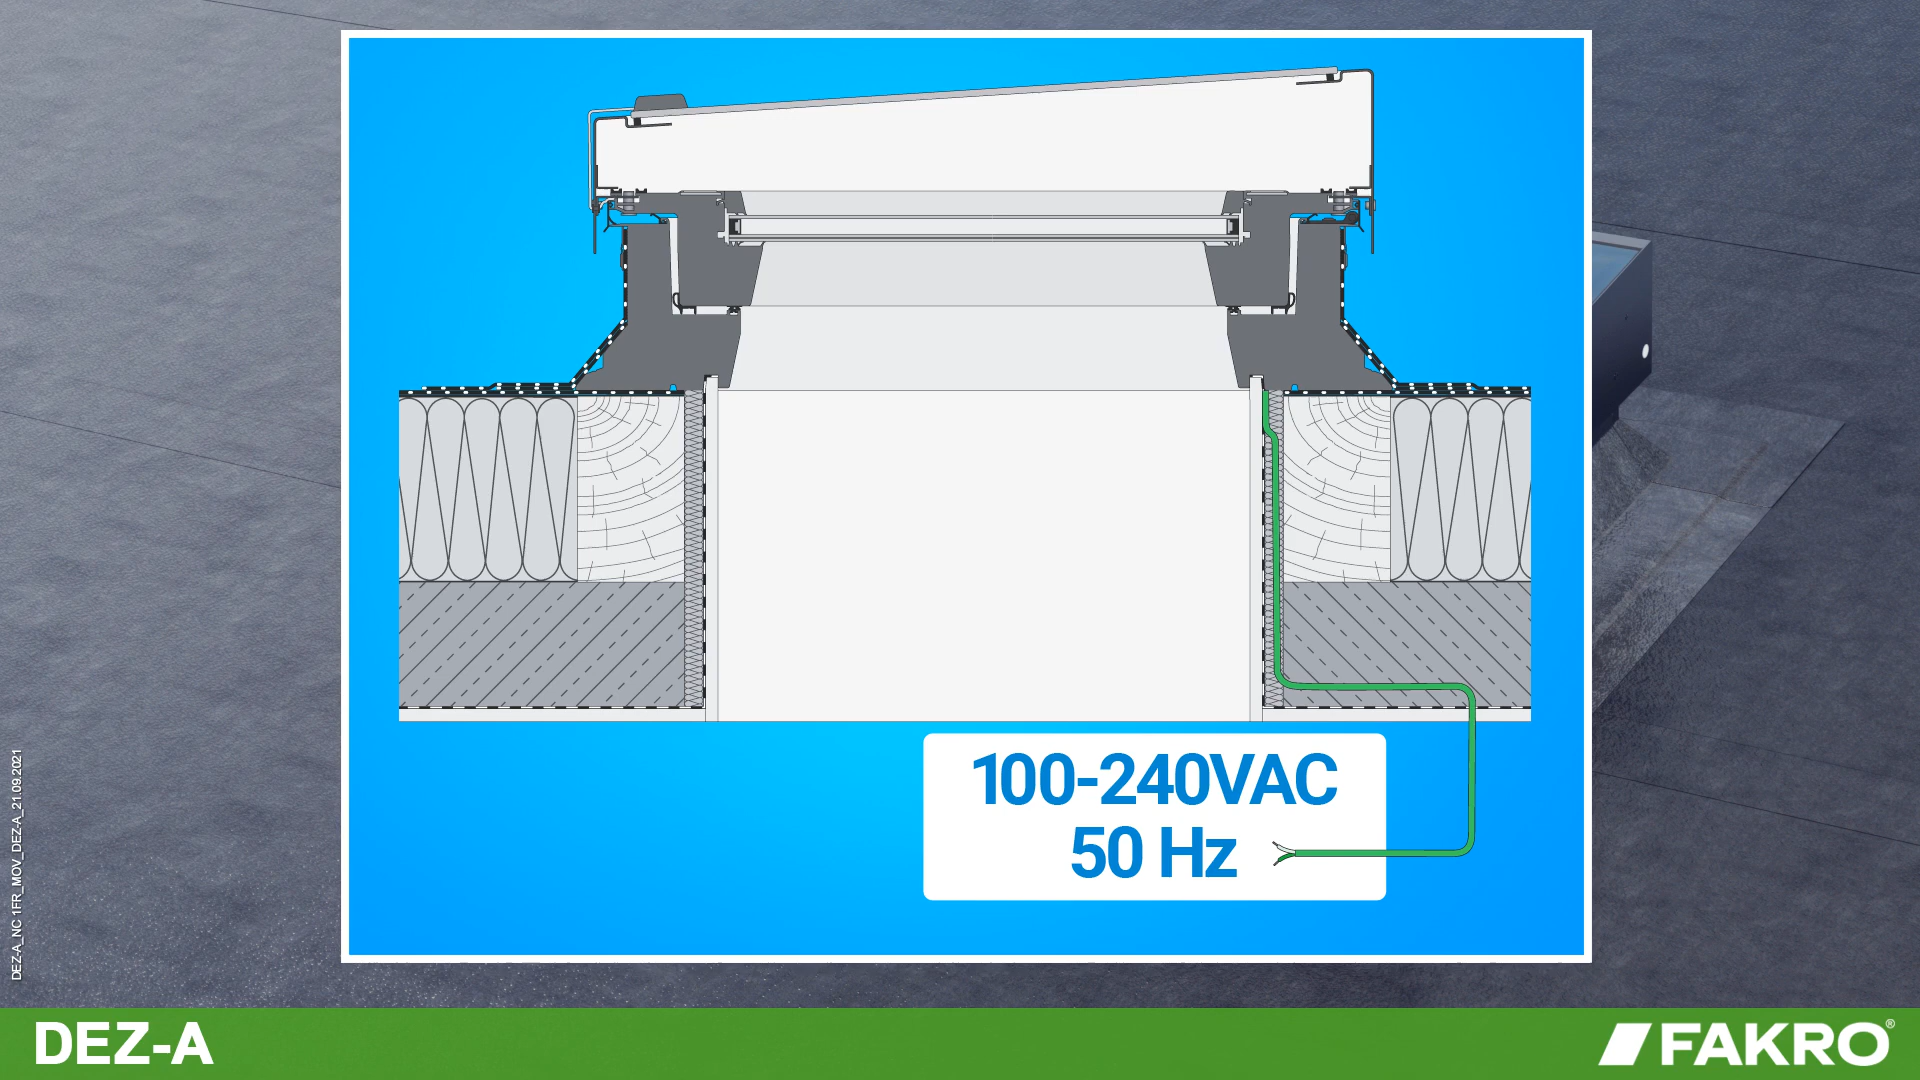 100-240VAC
50 Hz
DEZ-A_NC 1FR_MOV_DEZ-A_21.09.2021
DEZ-A
FAKRO®